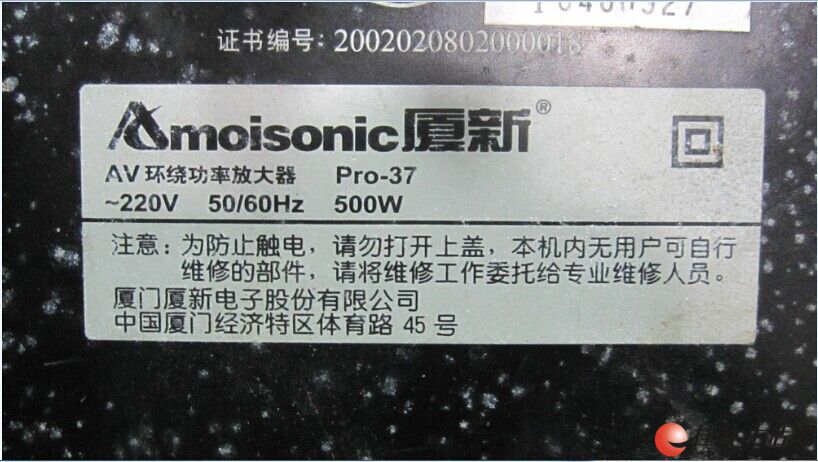 证书编号: 2002020802000018
Amoisonic厦新®
AV 环绕功率放大器 Pro-37
~220V 50/60Hz 500W
注意: 为防止触电, 请勿打开上盖, 本机内无用户可自行
维修的部件, 请将维修工作委托给专业维修人员。
厦门厦新电子股份有限公司
中国厦门经济特区体育路 45 号